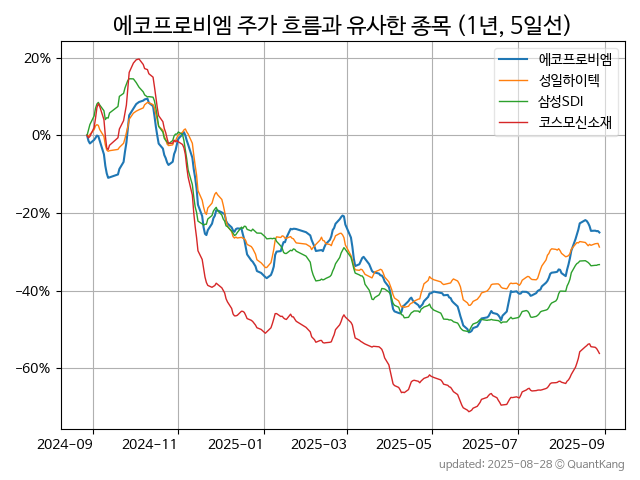 에코프로비엠 주가 흐름과 유사한 종목 (1년, 5일선)
에코프로비엠
성일하이텍
삼성SDI
코스모신소재
20%
0%
−20%
−40%
−60%
2024-09 2024-11 2025-01 2025-03 2025-05 2025-07 2025-09
updated: 2025-08-28 © QuantKang